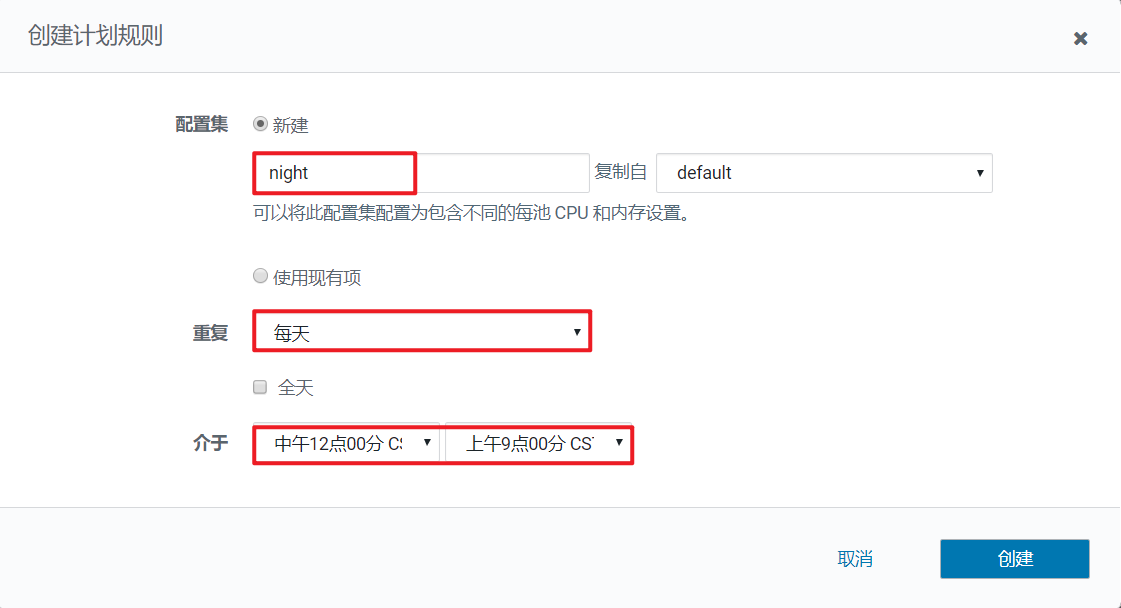 创建计划规则
配置集 新建
night 复制自 default
可以将此配置集配置为包含不同的每池 CPU 和内存设置。
使用现有项
重复 每天
全天
介于 中午12点00分 CS 上午9点00分 CST
取消 创建